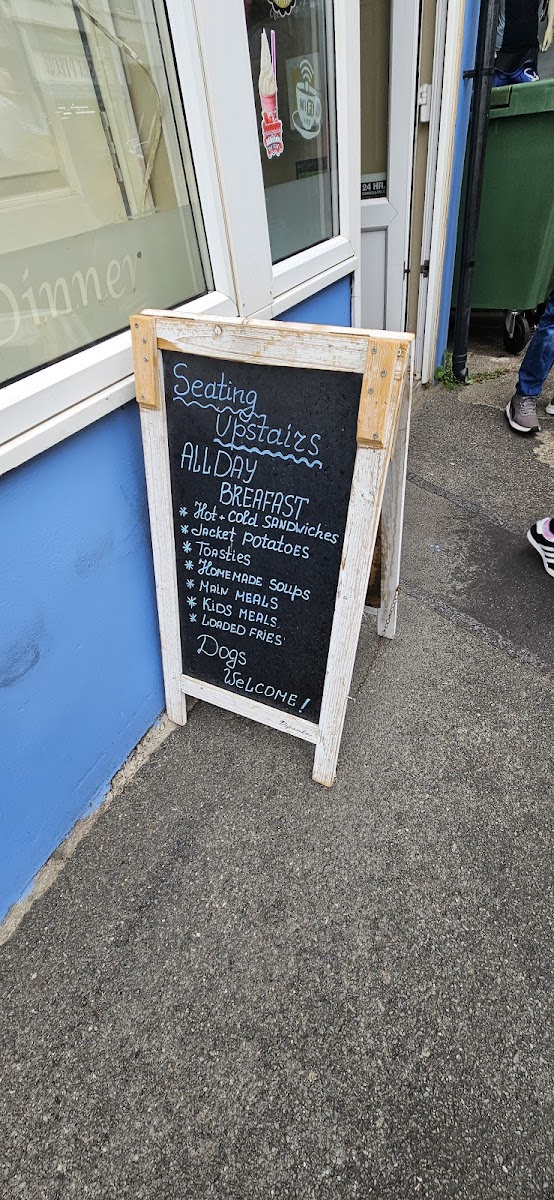 Dinner
WiFi
24 HR.
Seating
Upstairs
ALL DAY
BREAFAST
* Hot + Cold SANDWiches
* JACKET POTATOES
* TOASTIES
* HOMEMADE SOUPS
* MAIN MEALS
* KIDS MEALS.
* LOADED FRIES
Dogs
WELCOME!